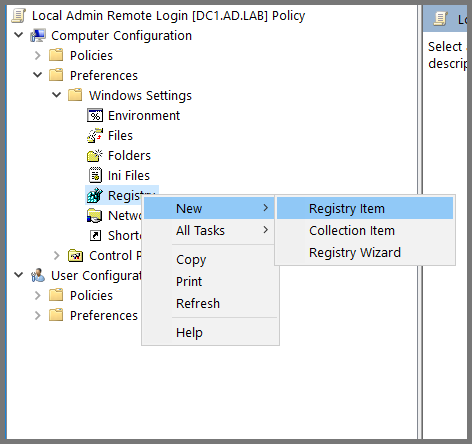 Local Admin Remote Login [DC1.AD.LAB] Policy
Computer Configuration
Policies
Preferences
Windows Settings
Environment
Files
Folders
Ini Files
Registry
Netwo
Shortc
Control P
User Configurat
Policies
Preferences
New
All Tasks
Copy
Print
Refresh
Help
Registry Item
Collection Item
Registry Wizard
Lo
Select
descrip